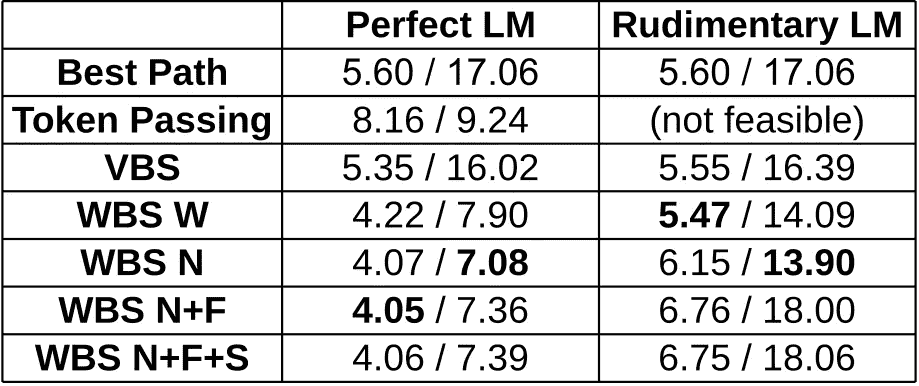 Perfect LM Rudimentary LM
Best Path 5.60 / 17.06 5.60 / 17.06
Token Passing 8.16 / 9.24 (not feasible)
VBS 5.35 / 16.02 5.55 / 16.39
WBS W 4.22 / 7.90 5.47 / 14.09
WBS N 4.07 / 7.08 6.15 / 13.90
WBS N+F 4.05 / 7.36 6.76 / 18.00
WBS N+F+S 4.06 / 7.39 6.75 / 18.06